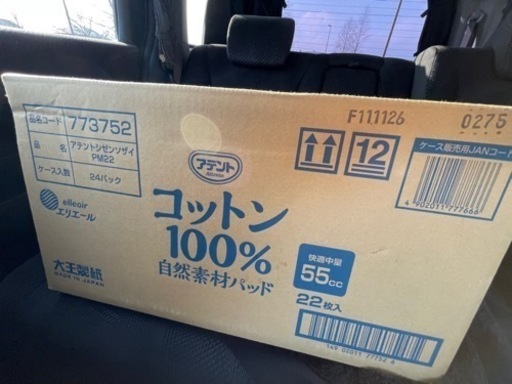 品名コード 773752
品名 アテントシゼンソザイ
PM22
ケース入数 24パック
elleair
エリエール
大王製紙
MADE IN JAPAN
アテント
Attento
コットン
100%
自然素材パッド
F111126
0275
12
ケース販売用JANコード
4 902011 777666
快適中量
55cc
22枚入